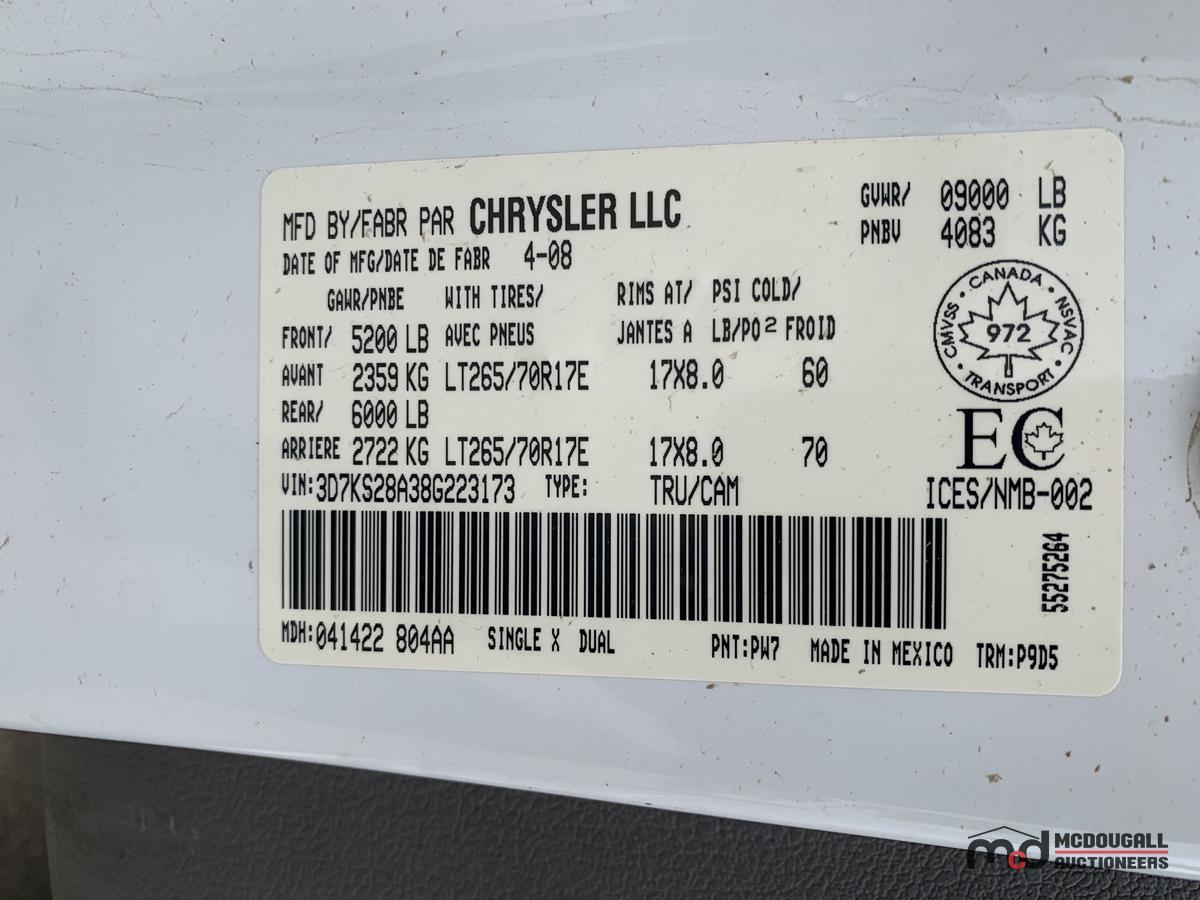 MFD BY/FABR PAR CHRYSLER LLC
GVWR/ 09000 LB
PNBV 4083 KG
DATE OF MFG/DATE DE FABR 4-08
GAWR/PNBE WITH TIRES/ RIMS AT/ PSI COLD/
FRONT/ 5200 LB AVEC PNEUS JANTES A LB/PO² FROID
AVANT 2359 KG LT265/70R17E 17X8.0 60
REAR/ 6000 LB
ARRIERE 2722 KG LT265/70R17E 17X8.0 70
CANADA
CMVSS 972 NSVAC
TRANSPORT
EC
VIN:3D7KS28A38G223173 TYPE: TRU/CAM ICES/NMB-002
55275264
MDH:041422 804AA SINGLE X DUAL PNT:PW7 MADE IN MEXICO TRM:P9D5
mcd MCDOUGALL
AUCTIONEERS